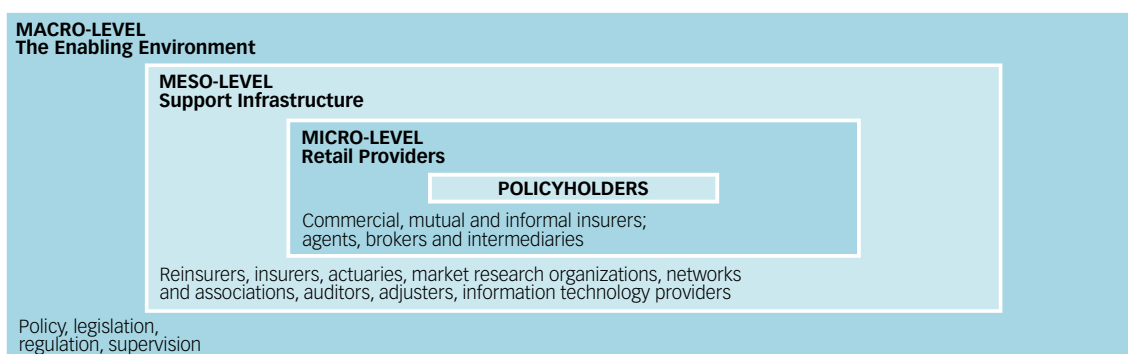 MACRO-LEVEL
The Enabling Environment
MESO-LEVEL
Support Infrastructure
MICRO-LEVEL
Retail Providers
POLICYHOLDERS
Commercial, mutual and informal insurers;
agents, brokers and intermediaries
Reinsurers, insurers, actuaries, market research organizations, networks
and associations, auditors, adjusters, information technology providers
Policy, legislation,
regulation, supervision